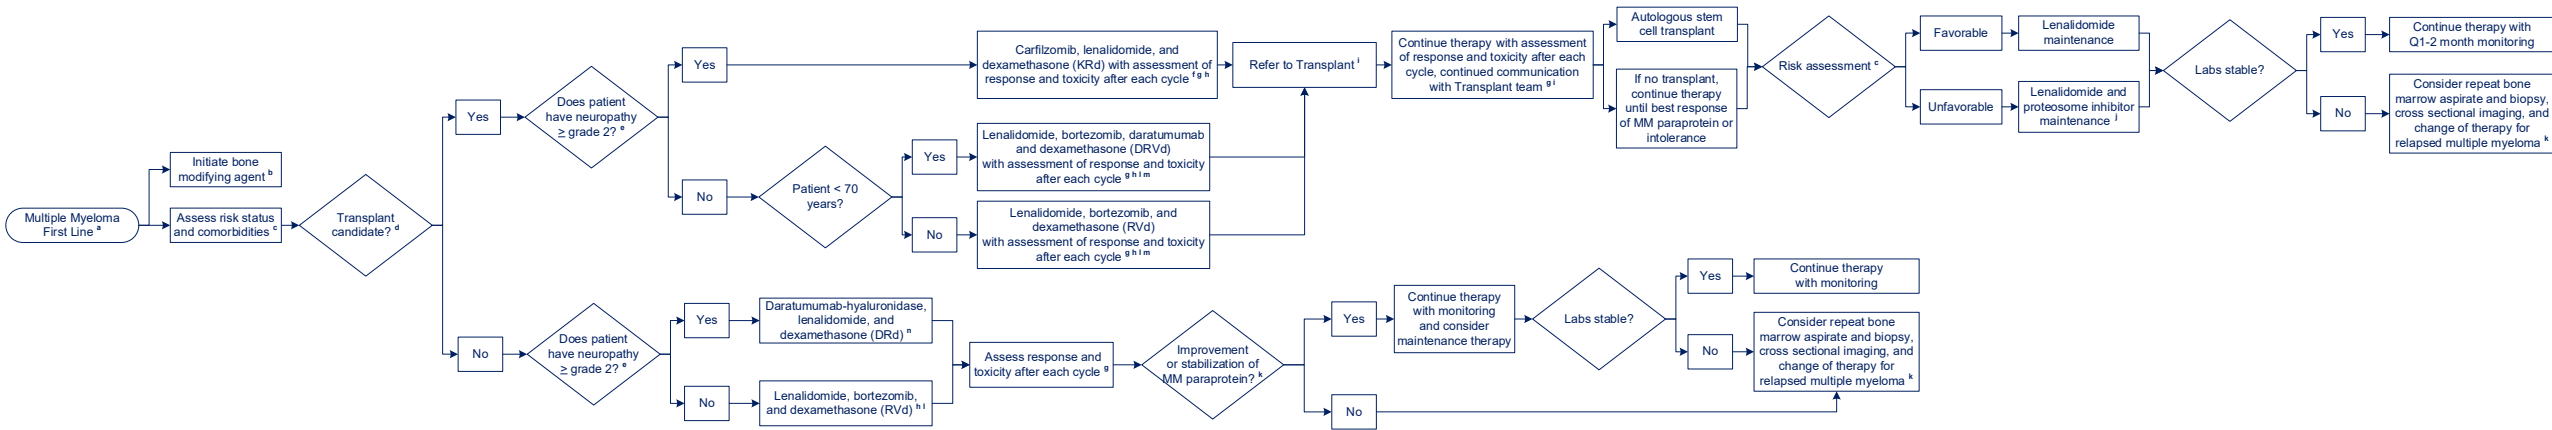 Multiple Myeloma
First Line a
Initiate bone
modifying agent b
Assess risk status
and comorbidities c
Transplant
candidate? d
Yes
Does patient
have neuropathy
≥ grade 2? e
Yes
Carfilzomib, lenalidomide, and
dexamethasone (KRd) with assessment of
response and toxicity after each cycle f g h
No
Patient < 70
years?
Yes
Lenalidomide, bortezomib, daratumumab
and dexamethasone (DRVd)
with assessment of response and toxicity
after each cycle g h l m
No
Lenalidomide, bortezomib, and
dexamethasone (RVd)
with assessment of response and toxicity
after each cycle g h l m
Refer to Transplant i
Continue therapy with assessment
of response and toxicity after each
cycle, continued communication
with Transplant team g i
Autologous stem
cell transplant
If no transplant,
continue therapy
until best response
of MM paraprotein or
intolerance
Risk assessment c
Favorable
Lenalidomide
maintenance
Unfavorable
Lenalidomide and
proteosome inhibitor
maintenance j
Labs stable?
Yes
Continue therapy with
Q1-2 month monitoring
No
Consider repeat bone
marrow aspirate and biopsy,
cross sectional imaging, and
change of therapy for
relapsed multiple myeloma k
No
Does patient
have neuropathy
≥ grade 2? e
Yes
Daratumumab-hyaluronidase,
lenalidomide, and
dexamethasone (DRd) n
No
Lenalidomide, bortezomib,
and dexamethasone (RVd) h l
Assess response and
toxicity after each cycle g
Improvement
or stabilization of
MM paraprotein? k
Yes
Continue therapy
with monitoring
and consider
maintenance therapy
Labs stable?
Yes
Continue therapy
with monitoring
No
Consider repeat bone
marrow aspirate and biopsy,
cross sectional imaging, and
change of therapy for
relapsed multiple myeloma k
No